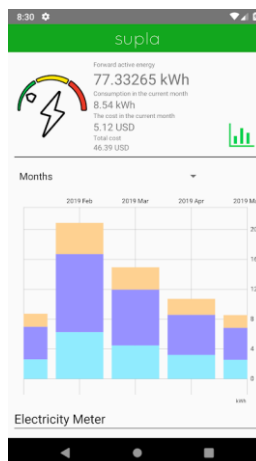 8:30
supla
Forward active energy
77.33265 kWh
Consumption in the current month
8.54 kWh
The cost in the current month
5.12 USD
Total cost
46.39 USD
Months
2019 Feb 2019 Mar 2019 Apr 2019 M
20
16
12
8
4
0
kWh
Electricity Meter